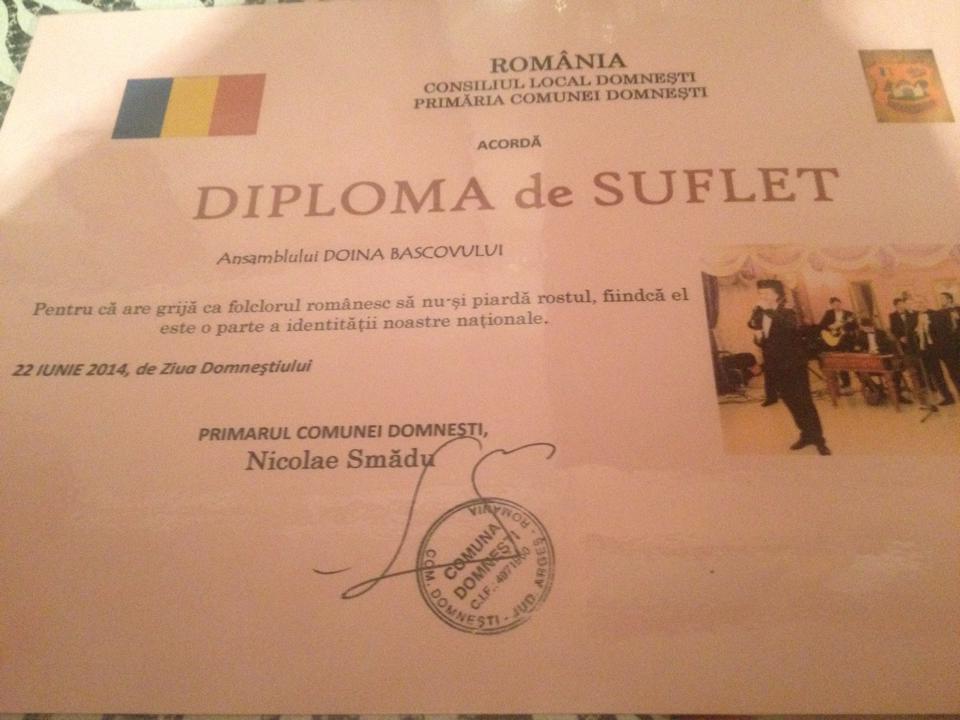 ROMÂNIA
CONSILIUL LOCAL DOMNEȘTI
PRIMĂRIA COMUNEI DOMNEȘTI
ACORDĂ
DIPLOMA de SUFLET
Ansamblului DOINA BASCOVULUI
Pentru că are grijă ca folclorul românesc să nu-și piardă rostul, fiindcă el
este o parte a identității noastre naționale.
22 IUNIE 2014, de Ziua Domneștiului
PRIMARUL COMUNEI DOMNEȘTI,
Nicolae Smădu
ROMÂNIA
COMUNA
DOMNEȘTI
C.I.F.:
COM. DOMNEȘTI - JUD. ARGEȘ